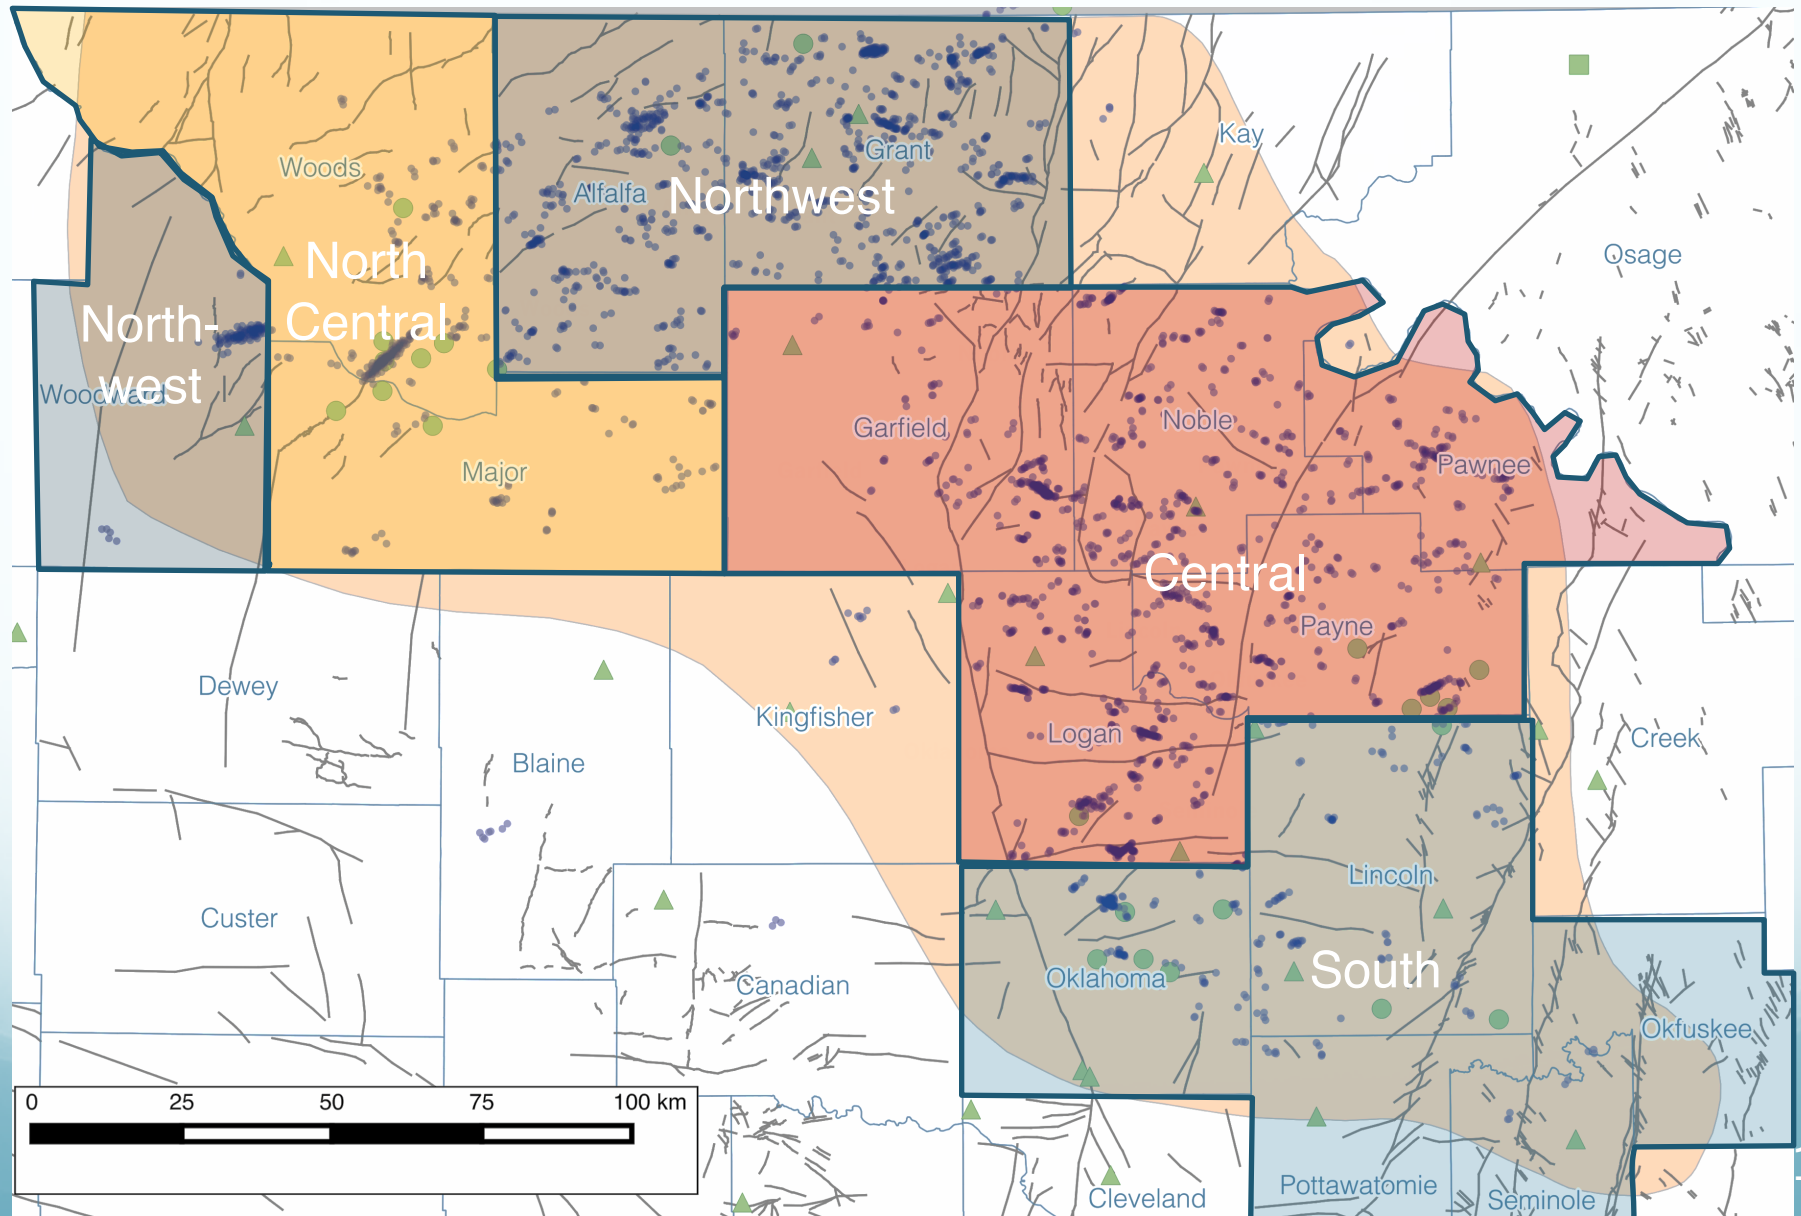 Kay
Woods
Grant
Alfalfa
Northwest
Osage
North
Central
North-
west
Woodward
Garfield
Noble
Pawnee
Major
Central
Payne
Dewey
Kingfisher
Logan
Creek
Blaine
Lincoln
Custer
South
Oklahoma
Canadian
Okfuskee
0 25 50 75 100 km
Pottawatomie
Cleveland
Seminole